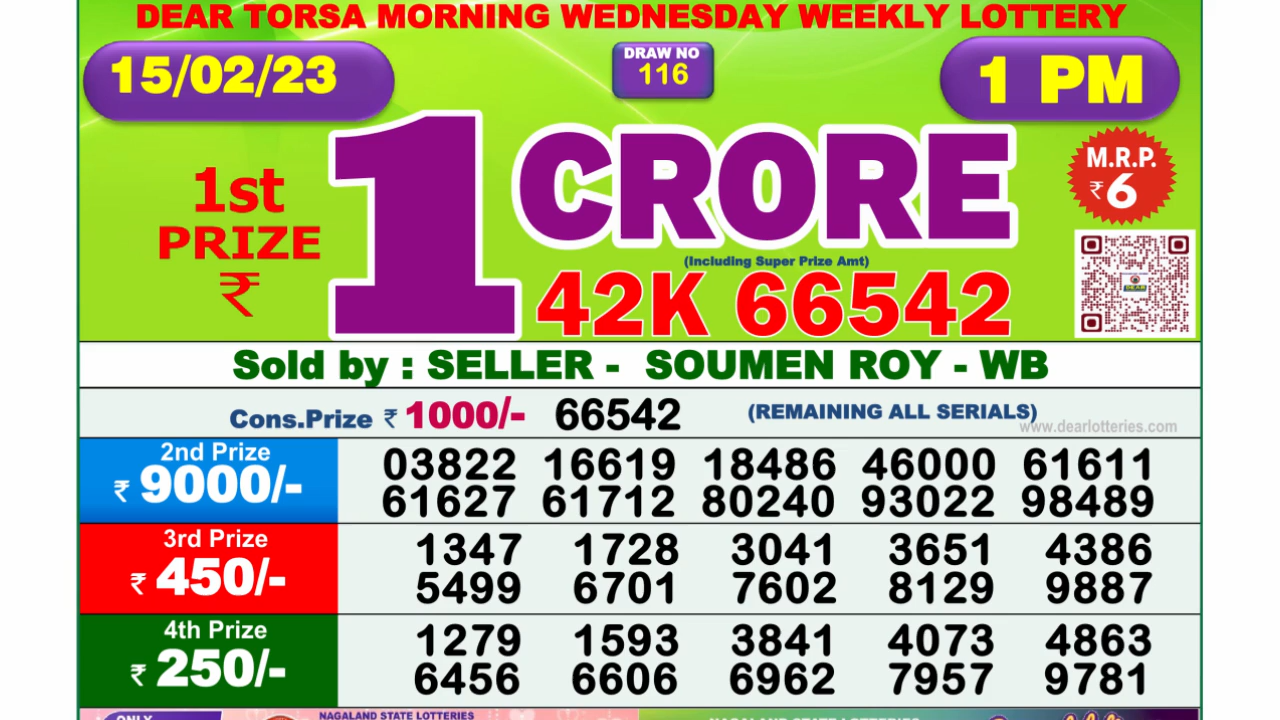 DEAR TORSA MORNING WEDNESDAY WEEKLY LOTTERY
15/02/23
DRAW NO
116
1 PM
1st
PRIZE
₹
1 CRORE
(Including Super Prize Amt)
42K 66542
M.R.P.
₹ 6
Sold by : SELLER - SOUMEN ROY - WB
Cons.Prize ₹ 1000/- 66542 (REMAINING ALL SERIALS)
www.dearlotteries.com
2nd Prize
₹ 9000/-
03822 16619 18486 46000 61611
61627 61712 80240 93022 98489
3rd Prize
₹ 450/-
1347 1728 3041 3651 4386
5499 6701 7602 8129 9887
4th Prize
₹ 250/-
1279 1593 3841 4073 4863
6456 6606 6962 7957 9781
ONLY
NAGALAND STATE LOTTERIES
NAGALAND STATE LOTTERIES